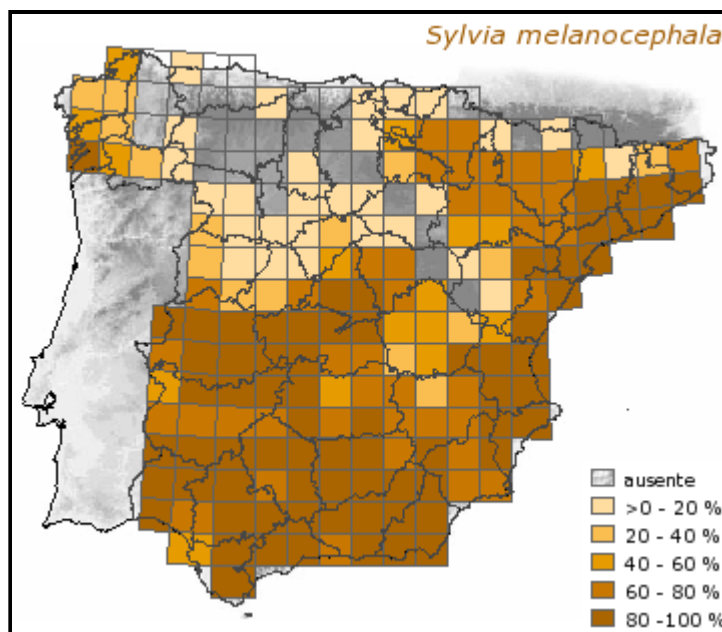 Sylvia melanocephala
ausente
>0 - 20 %
20 - 40 %
40 - 60 %
60 - 80 %
80 -100 %